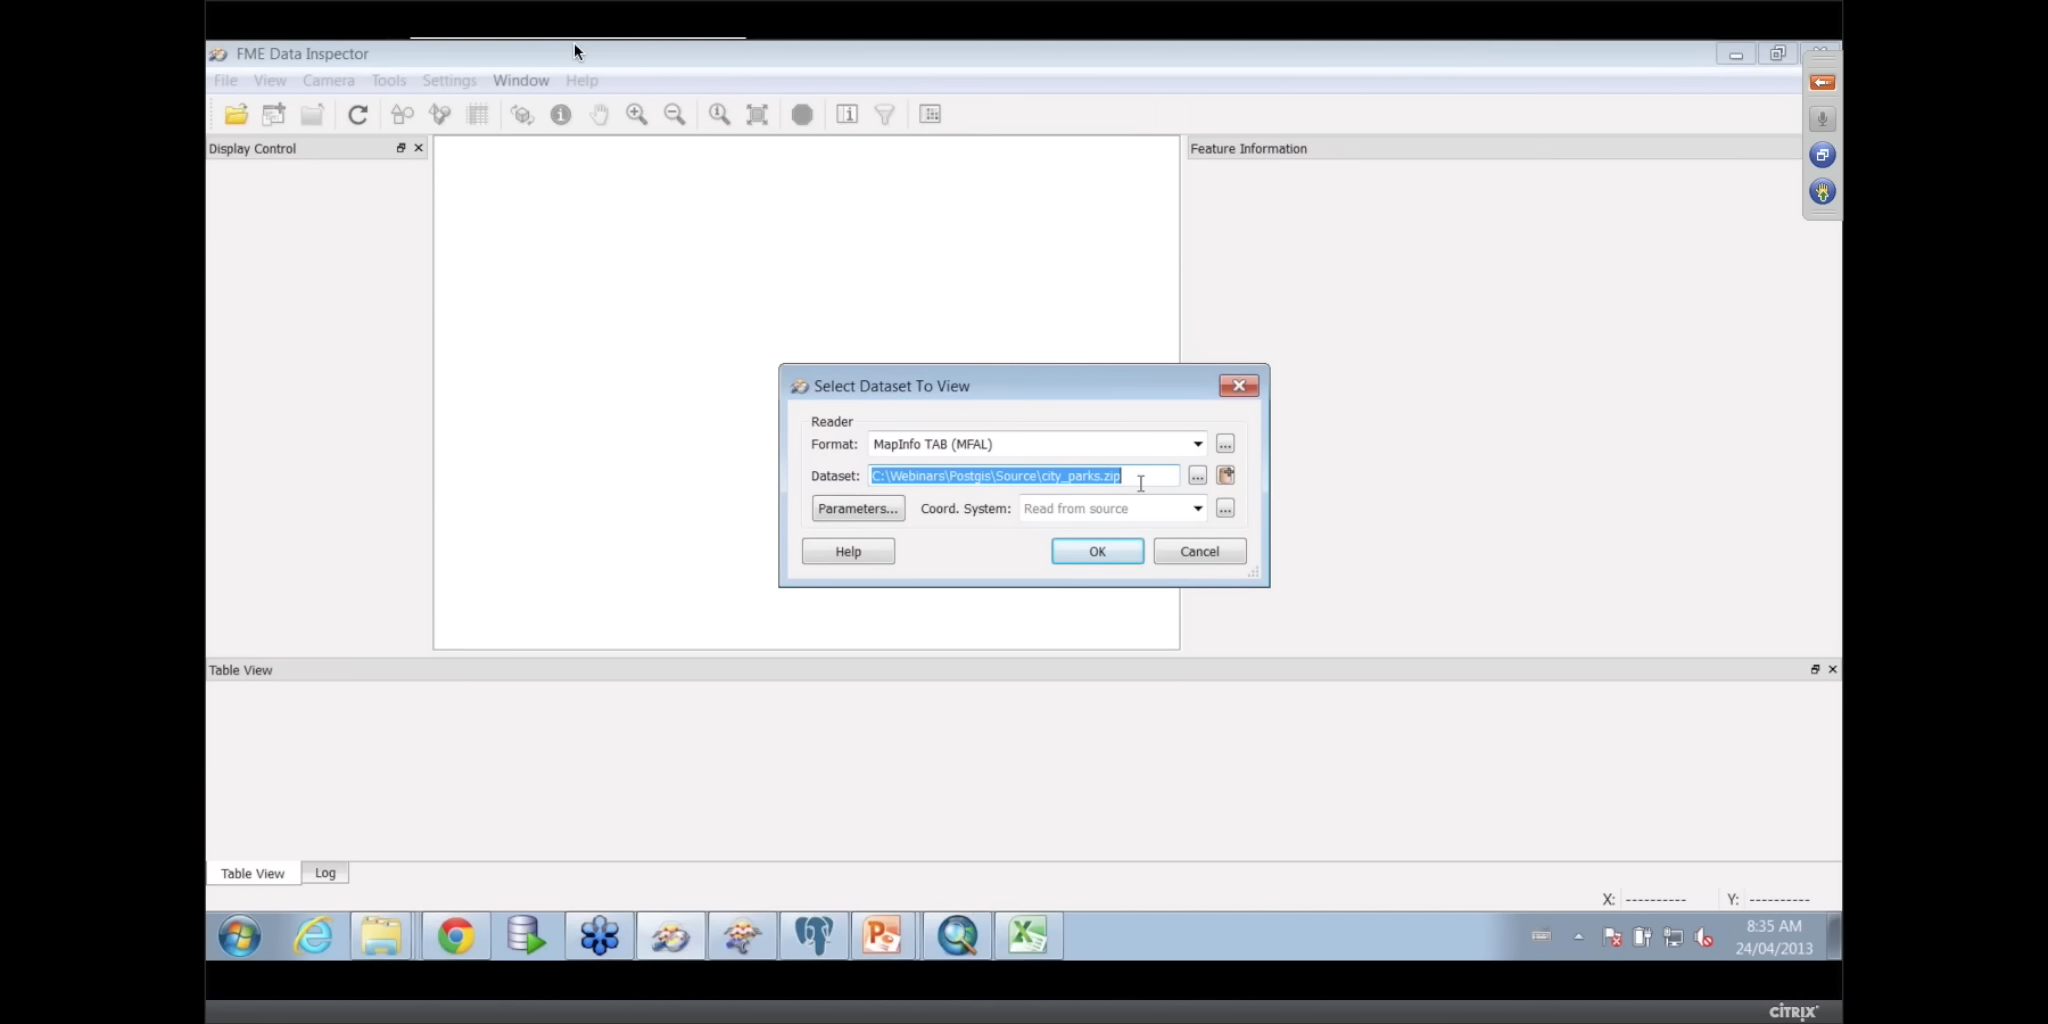 FME Data Inspector
File View Camera Tools Settings Window Help
Display Control
Feature Information
Select Dataset To View
Reader
Format: MapInfo TAB (MFAL)
Dataset: C:\Webinars\Postgis\Source\city_parks.zip
Parameters... Coord. System: Read from source
Help OK Cancel
Table View
Table View Log
X: ---------- Y: ----------
8:35 AM
24/04/2013
CİTRİX